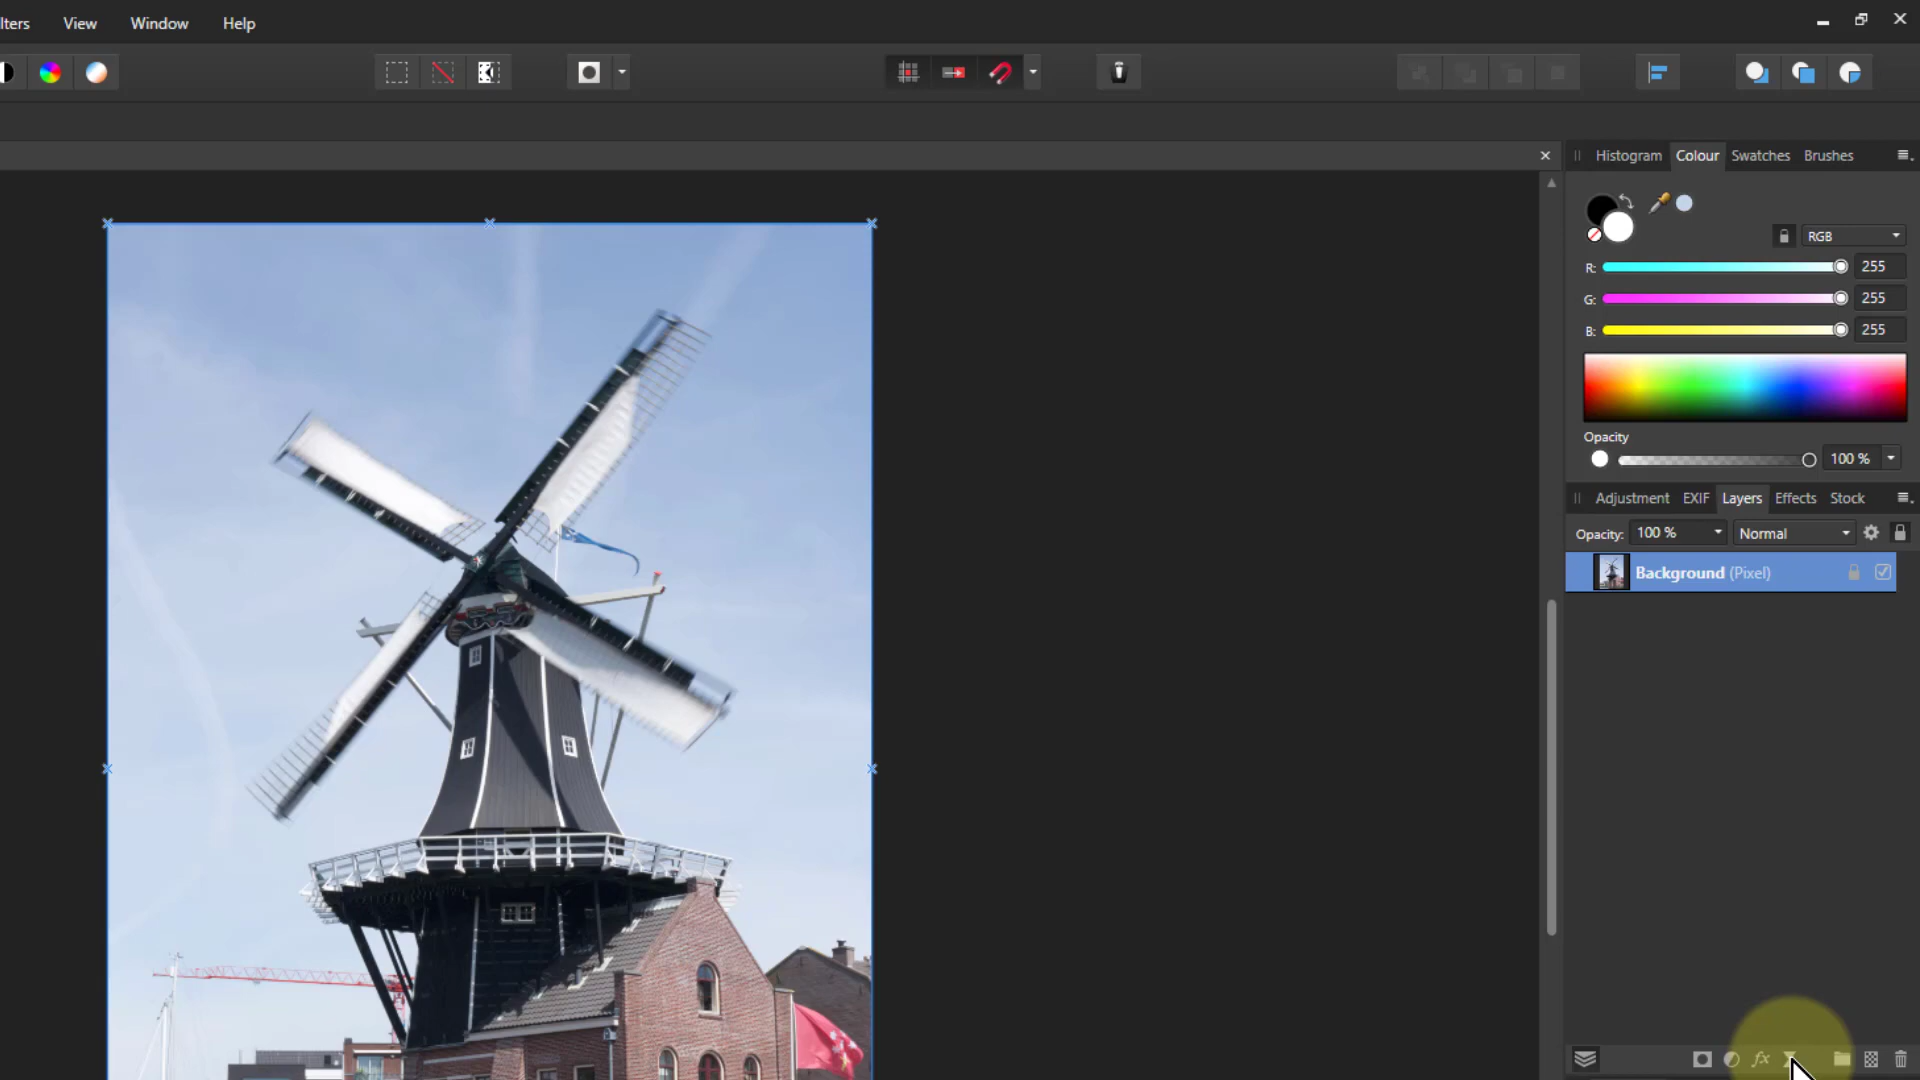 lters View Window Help
Histogram Colour Swatches Brushes
RGB
R: 255
G: 255
B: 255
Opacity
100 %
Adjustment EXIF Layers Effects Stock
Opacity: 100 % Normal
Background (Pixel)
fx